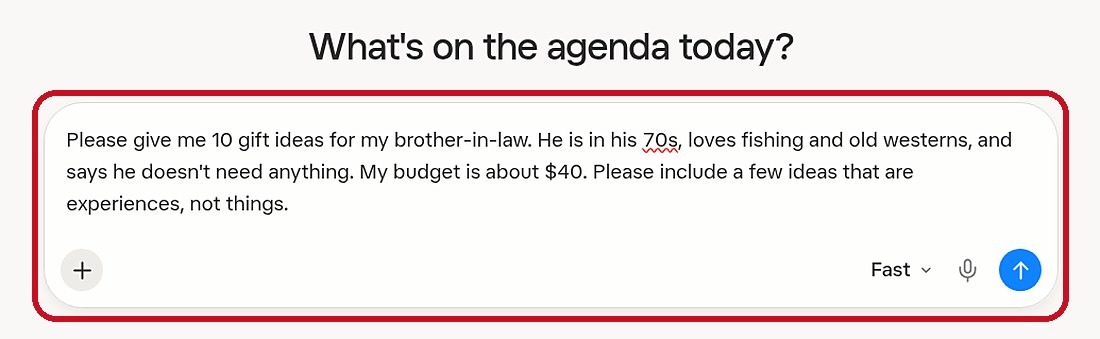 What's on the agenda today?
Please give me 10 gift ideas for my brother-in-law. He is in his 70s, loves fishing and old westerns, and
says he doesn't need anything. My budget is about $40. Please include a few ideas that are
experiences, not things.
Fast